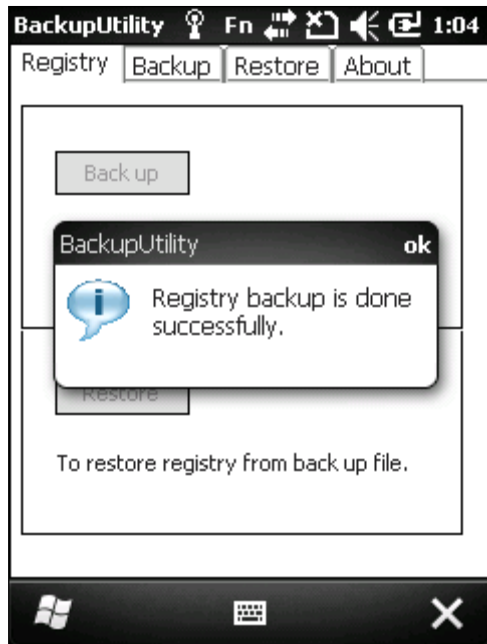 BackupUtility Fn 1:04
Registry Backup Restore About
Back up
BackupUtility ok
Registry backup is done
successfully.
Restore
To restore registry from back up file.